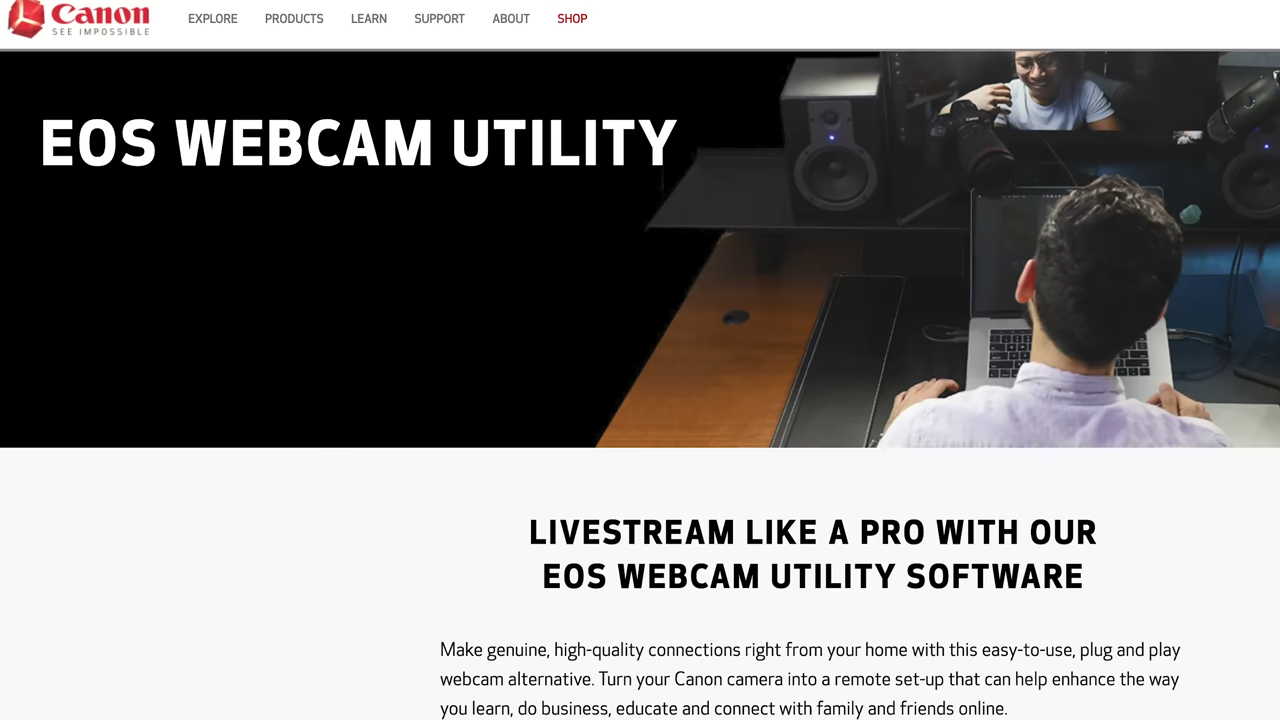 Canon
SEE IMPOSSIBLE
EXPLORE PRODUCTS LEARN SUPPORT ABOUT SHOP
EOS WEBCAM UTILITY
LIVESTREAM LIKE A PRO WITH OUR
EOS WEBCAM UTILITY SOFTWARE
Make genuine, high-quality connections right from your home with this easy-to-use, plug and play
webcam alternative. Turn your Canon camera into a remote set-up that can help enhance the way
you learn, do business, educate and connect with family and friends online.